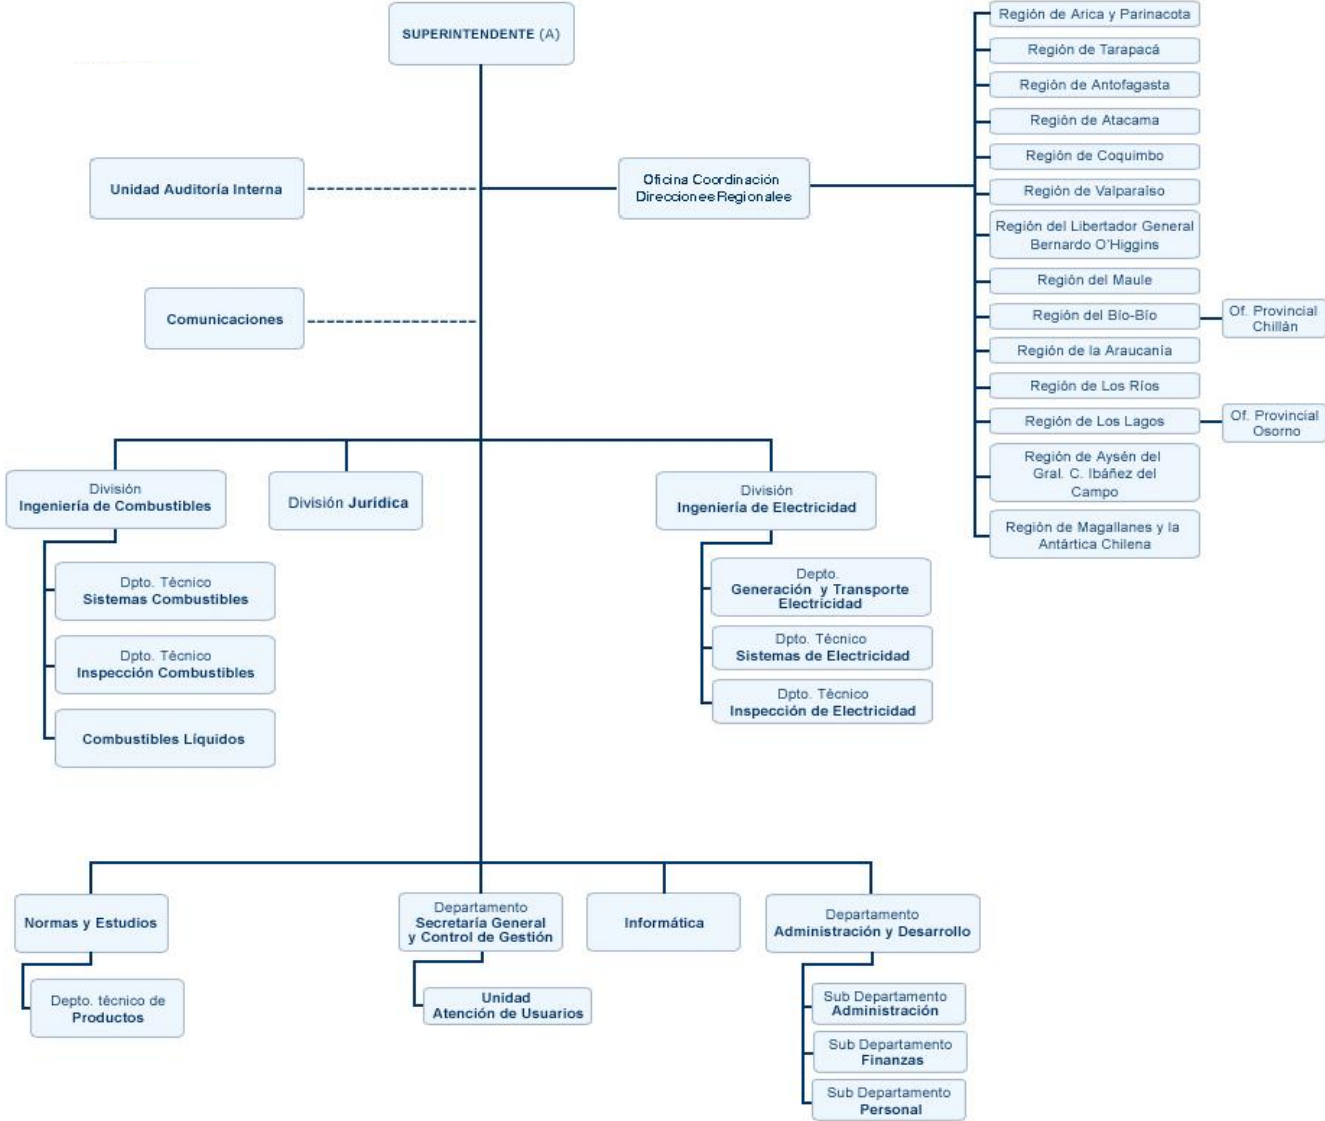 SUPERINTENDENTE (A)
Unidad Auditoría Interna
Comunicaciones
Oficina Coordinación
DireccioneeRegionalee
Región de Arica y Parinacota
Región de Tarapacá
Región de Antofagasta
Región de Atacama
Región de Coquimbo
Región de Valparaíso
Región del Libertador General
Bernardo O'Higgins
Región del Maule
Región del Bío-Bío
Of. Provincial
Chillán
Región de la Araucanía
Región de Los Ríos
Región de Los Lagos
Of. Provincial
Osorno
Región de Aysén del
Gral. C. Ibáñez del
Campo
Región de Magallanes y la
Antártica Chilena
División
Ingeniería de Combustibles
Dpto. Técnico
Sistemas Combustibles
Dpto. Técnico
Inspección Combustibles
Combustibles Líquidos
División Jurídica
División
Ingeniería de Electricidad
Depto.
Generación y Transporte
Electricidad
Dpto. Técnico
Sistemas de Electricidad
Dpto. Técnico
Inspección de Electricidad
Normas y Estudios
Depto. técnico de
Productos
Departamento
Secretaría General
y Control de Gestión
Unidad
Atención de Usuarios
Informática
Departamento
Administración y Desarrollo
Sub Departamento
Administración
Sub Departamento
Finanzas
Sub Departamento
Personal